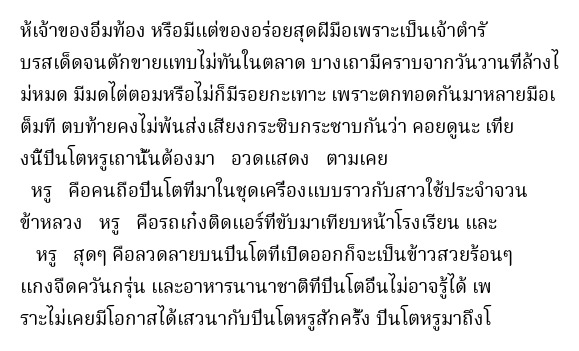 ห้เจ้าของอิ่มท้อง หรือมีแต่ของอร่อยสุดฝีมือเพราะเป็นเจ้าตำรั
บรสเด็ดจนตักขายแทบไม่ทันในตลาด บางเถามีคราบจากวันวานที่ล้างไ
ม่หมด มีมดไต่ตอมหรือไม่ก็มีรอยกะเทาะ เพราะตกทอดกันมาหลายมือเ
ต็มที ตบท้ายคงไม่พ้นส่งเสียงกระซิบกระซาบกันว่า คอยดูนะ เที่ย
งนี้ปิ่นโตหรูเถานั้นต้องมา อวดแสดง ตามเคย
หรู คือคนถือปิ่นโตที่มาในชุดเครื่องแบบราวกับสาวใช้ประจำจวน
ข้าหลวง หรู คือรถเก๋งติดแอร์ที่ขับมาเทียบหน้าโรงเรียน และ
หรู สุดๆ คือลวดลายบนปิ่นโตที่เปิดออกก็จะเป็นข้าวสวยร้อนๆ
แกงจืดควันกรุ่น และอาหารนานาชาติที่ปิ่นโตอื่นไม่อาจรู้ได้ เพ
ราะไม่เคยมีโอกาสได้เสวนากับปิ่นโตหรูสักครั้ง ปิ่นโตหรูมาถึงโ